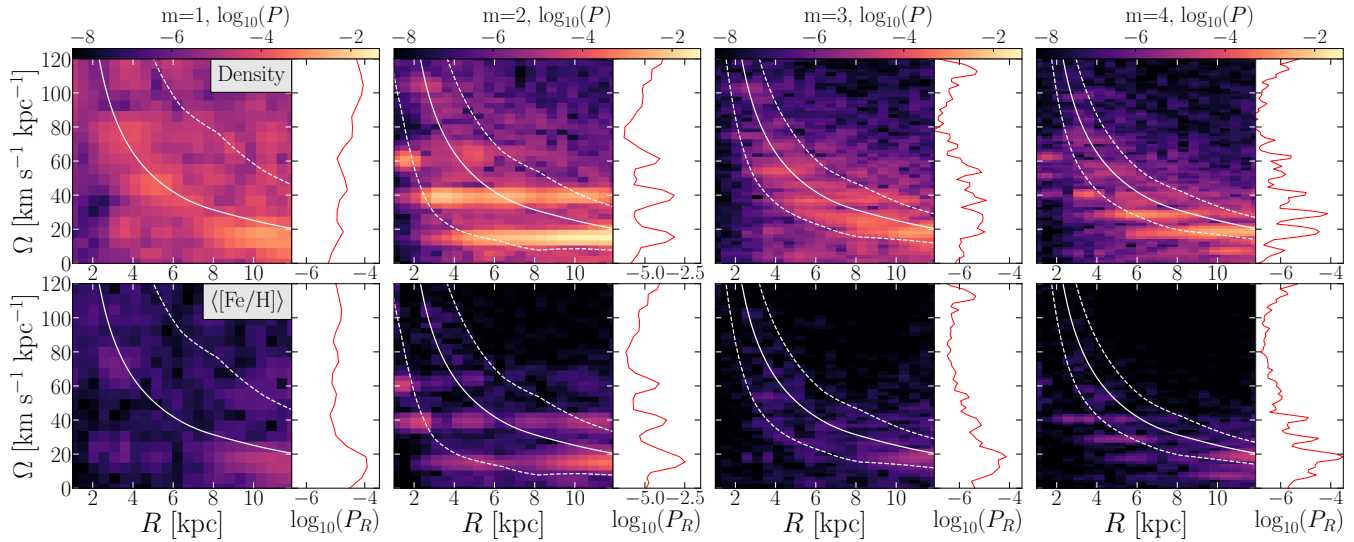 m=1, log₁₀(P) m=2, log₁₀(P) m=3, log₁₀(P) m=4, log₁₀(P)
−8 −6 −4 −2 −8 −6 −4 −2 −8 −6 −4 −2 −8 −6 −4 −2
Density
Ω [km s⁻¹ kpc⁻¹]
120
100
80
60
40
20
0
2 4 6 8 10 −6 −4 2 4 6 8 10 −5.0 −2.5 2 4 6 8 10 −6 −4 2 4 6 8 10 −6 −4
⟨[Fe/H]⟩
Ω [km s⁻¹ kpc⁻¹]
120
100
80
60
40
20
0
2 4 6 8 10 −6 −4 2 4 6 8 10 −5.0 −2.5 2 4 6 8 10 −6 −4 2 4 6 8 10 −6 −4
R [kpc] log₁₀(P_R) R [kpc] log₁₀(P_R) R [kpc] log₁₀(P_R) R [kpc] log₁₀(P_R)